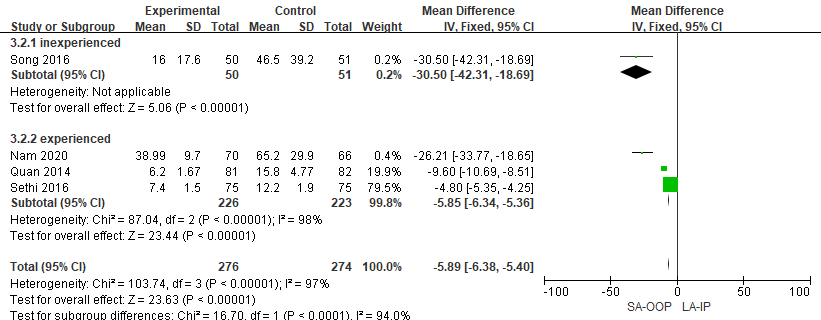 Experimental Control Mean Difference Mean Difference
Study or Subgroup Mean SD Total Mean SD Total Weight IV, Fixed, 95% CI IV, Fixed, 95% CI
3.2.1 inexperienced
Song 2016 16 17.6 50 46.5 39.2 51 0.2% -30.50 [-42.31, -18.69]
Subtotal (95% CI) 50 51 0.2% -30.50 [-42.31, -18.69]
Heterogeneity: Not applicable
Test for overall effect: Z = 5.06 (P < 0.00001)
3.2.2 experienced
Nam 2020 38.99 9.7 70 65.2 29.9 66 0.4% -26.21 [-33.77, -18.65]
Quan 2014 6.2 1.67 81 15.8 4.77 82 19.9% -9.60 [-10.69, -8.51]
Sethi 2016 7.4 1.5 75 12.2 1.9 75 79.5% -4.80 [-5.35, -4.25]
Subtotal (95% CI) 226 223 99.8% -5.85 [-6.34, -5.36]
Heterogeneity: Chi² = 87.04, df = 2 (P < 0.00001); I² = 98%
Test for overall effect: Z = 23.44 (P < 0.00001)
Total (95% CI) 276 274 100.0% -5.89 [-6.38, -5.40]
Heterogeneity: Chi² = 103.74, df = 3 (P < 0.00001); I² = 97%
Test for overall effect: Z = 23.63 (P < 0.00001)
Test for subgroup differences: Chi² = 16.70, df = 1 (P < 0.0001), I² = 94.0%
-100 -50 0 50 100
SA-OOP LA-IP